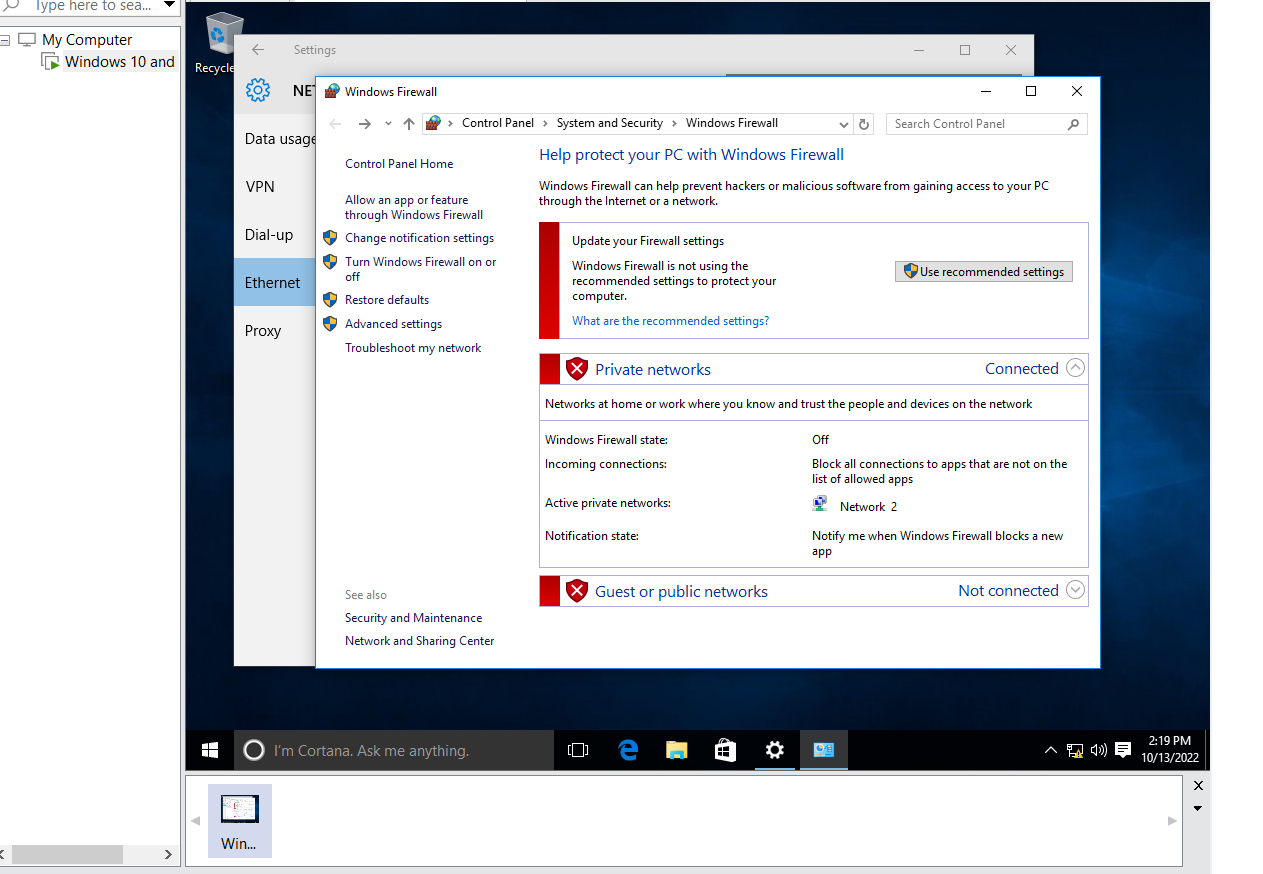 Type here to sea...
My Computer
Windows 10 and
Recycle
Settings
NET
Data usage
VPN
Dial-up
Ethernet
Proxy
Windows Firewall
Control Panel
System and Security
Windows Firewall
Search Control Panel
Control Panel Home
Allow an app or feature
through Windows Firewall
Change notification settings
Turn Windows Firewall on or
off
Restore defaults
Advanced settings
Troubleshoot my network
See also
Security and Maintenance
Network and Sharing Center
Help protect your PC with Windows Firewall
Windows Firewall can help prevent hackers or malicious software from gaining access to your PC
through the Internet or a network.
Update your Firewall settings
Windows Firewall is not using the
recommended settings to protect your
computer.
What are the recommended settings?
Use recommended settings
Private networks Connected
Networks at home or work where you know and trust the people and devices on the network
Windows Firewall state: Off
Incoming connections: Block all connections to apps that are not on the
list of allowed apps
Active private networks: Network 2
Notification state: Notify me when Windows Firewall blocks a new
app
Guest or public networks Not connected
I'm Cortana. Ask me anything.
2:19 PM
10/13/2022
Win...